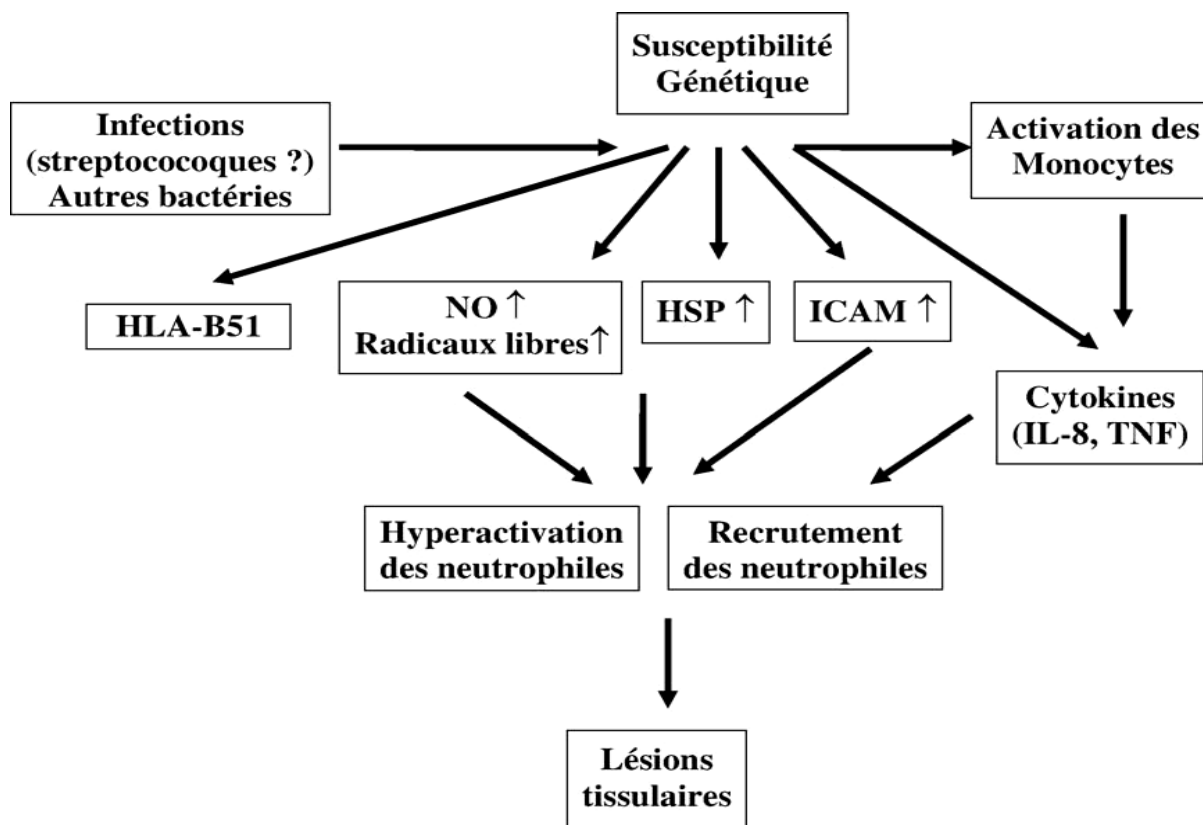 Susceptibilité
Génétique
Infections
(streptococoques ?)
Autres bactéries
Activation des
Monocytes
HLA-B51
NO ↑
Radicaux libres↑
HSP ↑
ICAM ↑
Cytokines
(IL-8, TNF)
Hyperactivation
des neutrophiles
Recrutement
des neutrophiles
Lésions
tissulaires